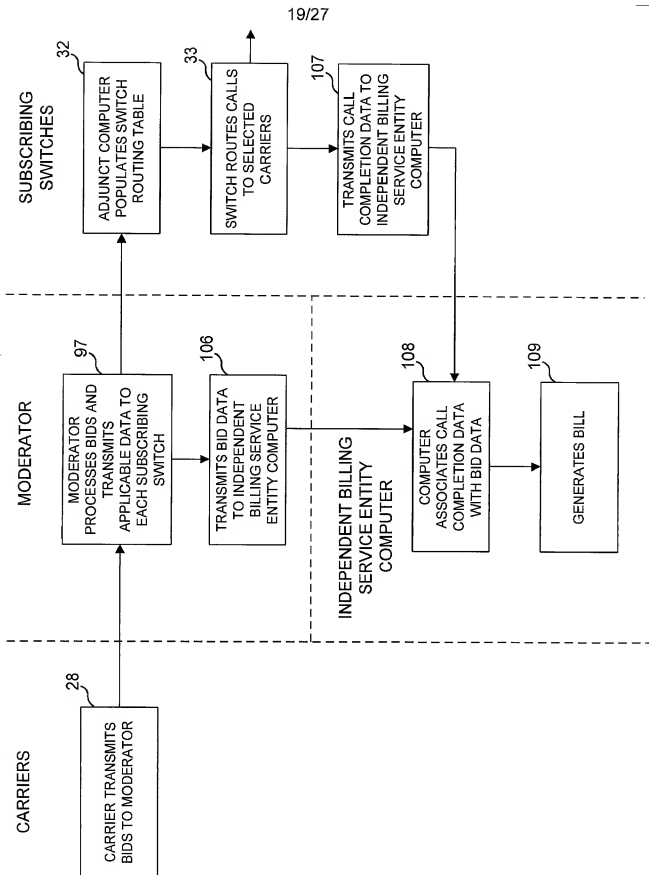 19/27
CARRIERS
28
CARRIER TRANSMITS
BIDS TO MODERATOR
MODERATOR
97
MODERATOR
PROCESSES BIDS AND
TRANSMITS
APPLICABLE DATA TO
EACH SUBSCRIBING
SWITCH
106
TRANSMITS BID DATA
TO INDEPENDENT
BILLING SERVICE
ENTITY COMPUTER
INDEPENDENT BILLING
SERVICE ENTITY
COMPUTER
108
COMPUTER
ASSOCIATES CALL
COMPLETION DATA
WITH BID DATA
109
GENERATES BILL
SUBSCRIBING
SWITCHES
32
ADJUNCT COMPUTER
POPULATES SWITCH
ROUTING TABLE
33
SWITCH ROUTES CALLS
TO SELECTED
CARRIERS
107
TRANSMITS CALL
COMPLETION DATA TO
INDEPENDENT BILLING
SERVICE ENTITY
COMPUTER